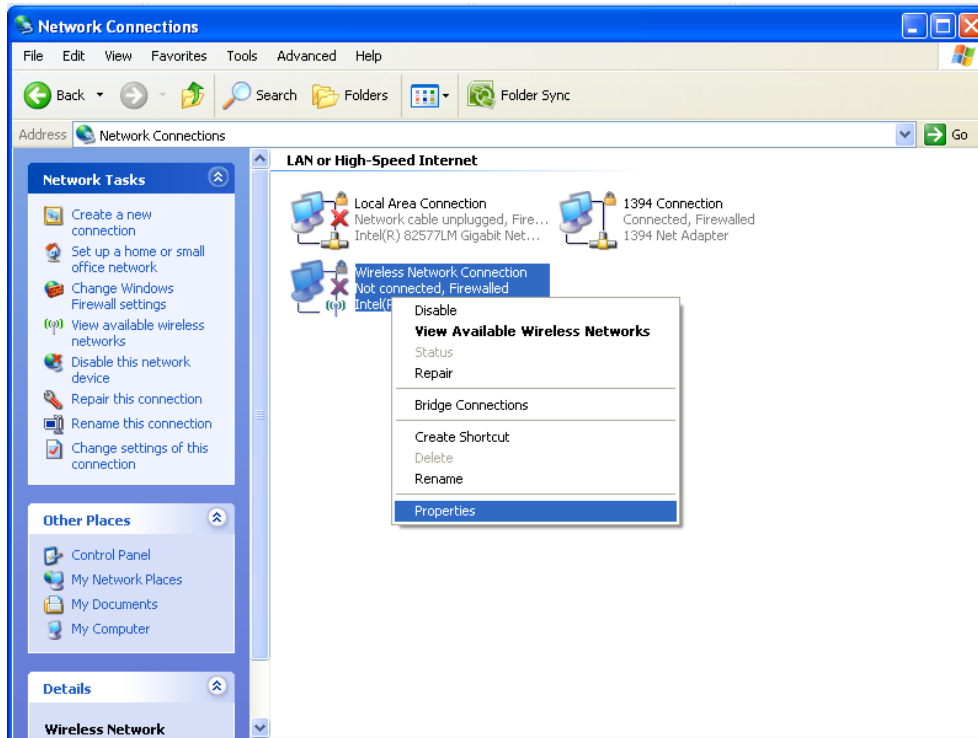 Network Connections
File Edit View Favorites Tools Advanced Help
Back Search Folders Folder Sync
Address Network Connections Go
Network Tasks
Create a new
connection
Set up a home or small
office network
Change Windows
Firewall settings
View available wireless
networks
Disable this network
device
Repair this connection
Rename this connection
Change settings of this
connection
Other Places
Control Panel
My Network Places
My Documents
My Computer
Details
Wireless Network
LAN or High-Speed Internet
Local Area Connection
Network cable unplugged, Fire...
Intel(R) 82577LM Gigabit Net...
1394 Connection
Connected, Firewalled
1394 Net Adapter
Wireless Network Connection
Not connected, Firewalled
Disable
View Available Wireless Networks
Status
Repair
Bridge Connections
Create Shortcut
Delete
Rename
Properties